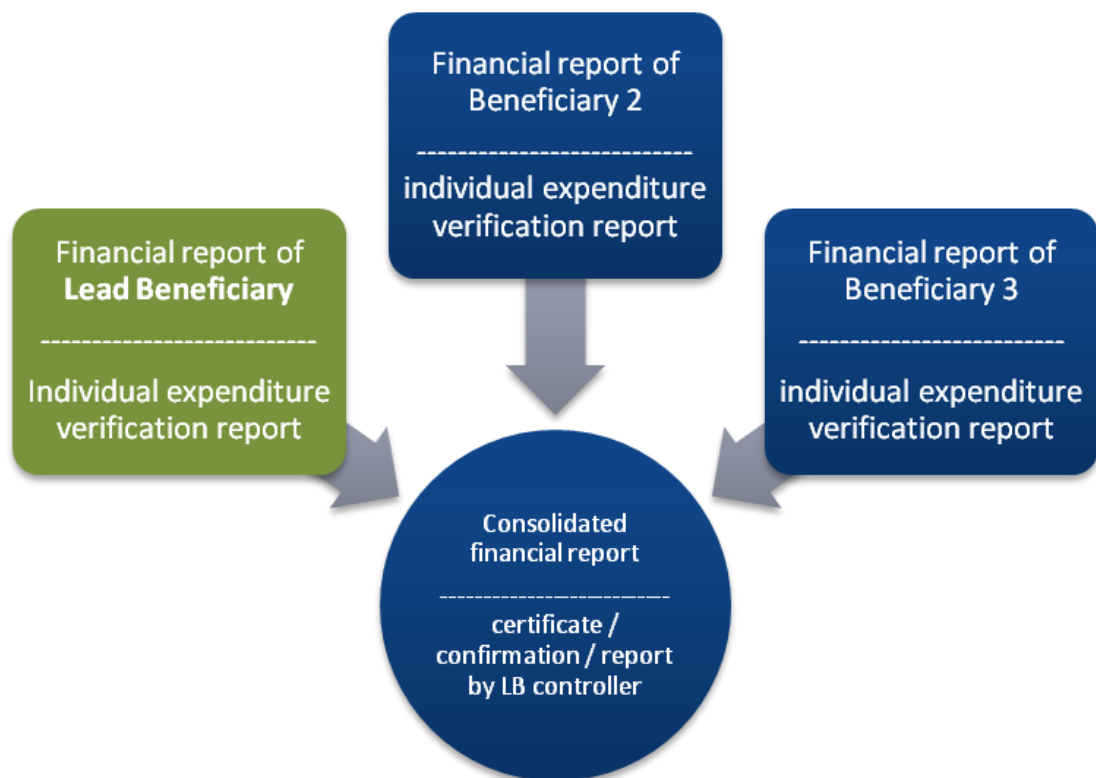 Financial report of
Beneficiary 2
---------------------------
individual expenditure
verification report
Financial report of
Lead Beneficiary
---------------------------
Individual expenditure
verification report
Financial report of
Beneficiary 3
--------------------------
individual expenditure
verification report
Consolidated
financial report
---------------------------
certificate /
confirmation / report
by LB controller